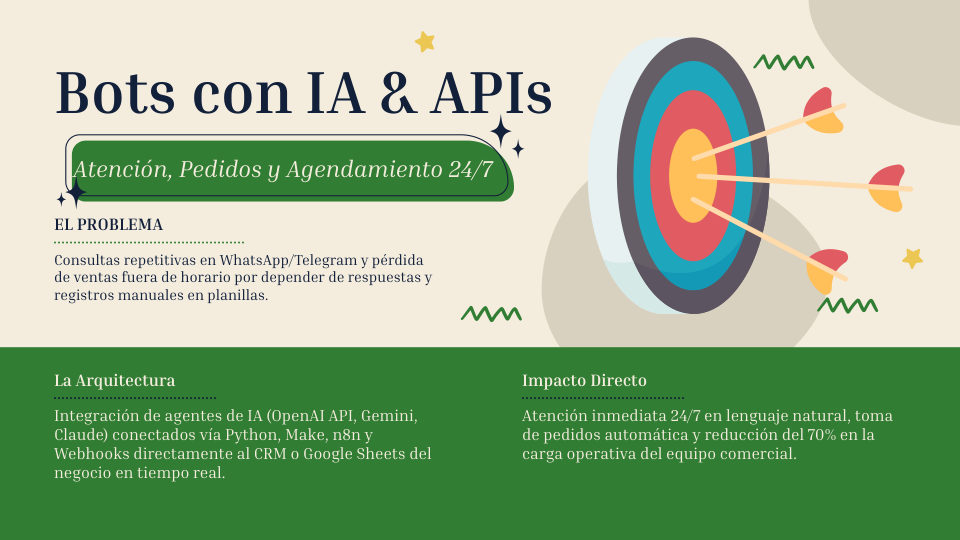 Bots con IA & APIs
Atención, Pedidos y Agendamiento 24/7
EL PROBLEMA
Consultas repetitivas en WhatsApp/Telegram y pérdida
de ventas fuera de horario por depender de respuestas y
registros manuales en planillas.
La Arquitectura
Integración de agentes de IA (OpenAI API, Gemini,
Claude) conectados vía Python, Make, n8n y
Webhooks directamente al CRM o Google Sheets del
negocio en tiempo real.
Impacto Directo
Atención inmediata 24/7 en lenguaje natural, toma
de pedidos automática y reducción del 70% en la
carga operativa del equipo comercial.